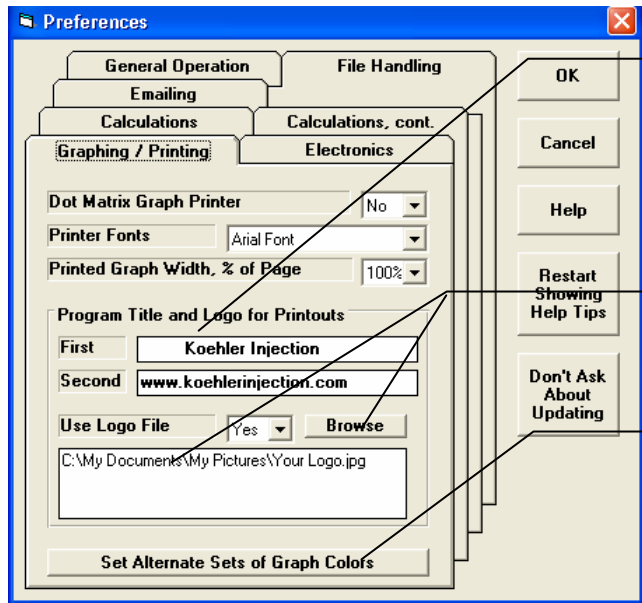 Preferences
General Operation
File Handling
Emailing
Calculations
Calculations, cont.
Graphing / Printing
Electronics
Dot Matrix Graph Printer
No
Printer Fonts
Arial Font
Printed Graph Width, % of Page
100%
Program Title and Logo for Printouts
First
Koehler Injection
Second
www.koehlerinjection.com
Use Logo File
Yes
Browse
C:\My Documents\My Pictures\Your Logo.jpg
Set Alternate Sets of Graph Colors
OK
Cancel
Help
Restart
Showing
Help Tips
Don't Ask
About
Updating